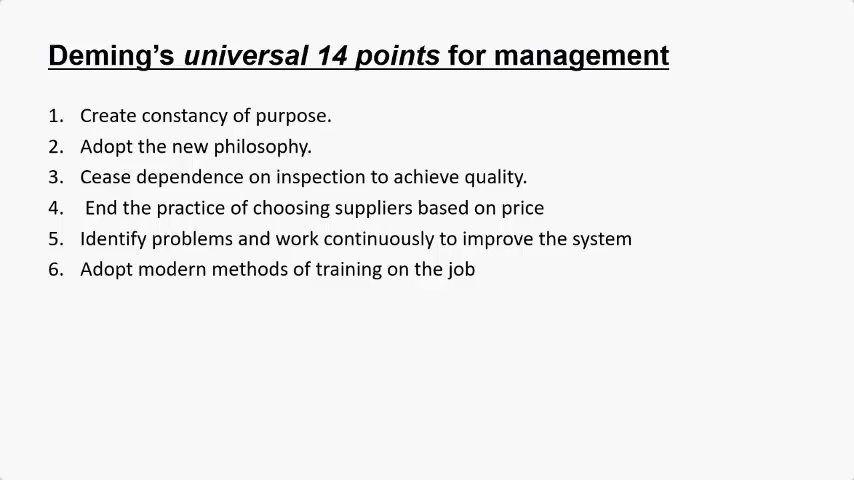 Deming’s universal 14 points for management
1. Create constancy of purpose.
2. Adopt the new philosophy.
3. Cease dependence on inspection to achieve quality.
4. End the practice of choosing suppliers based on price
5. Identify problems and work continuously to improve the system
6. Adopt modern methods of training on the job